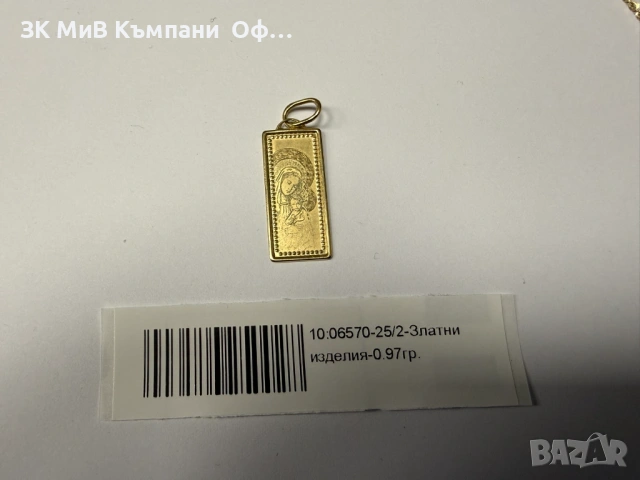 ЗК МиВ Къмпани Оф...
10:06570-25/2-Златни
изделия-0.97гр.
BAZAR